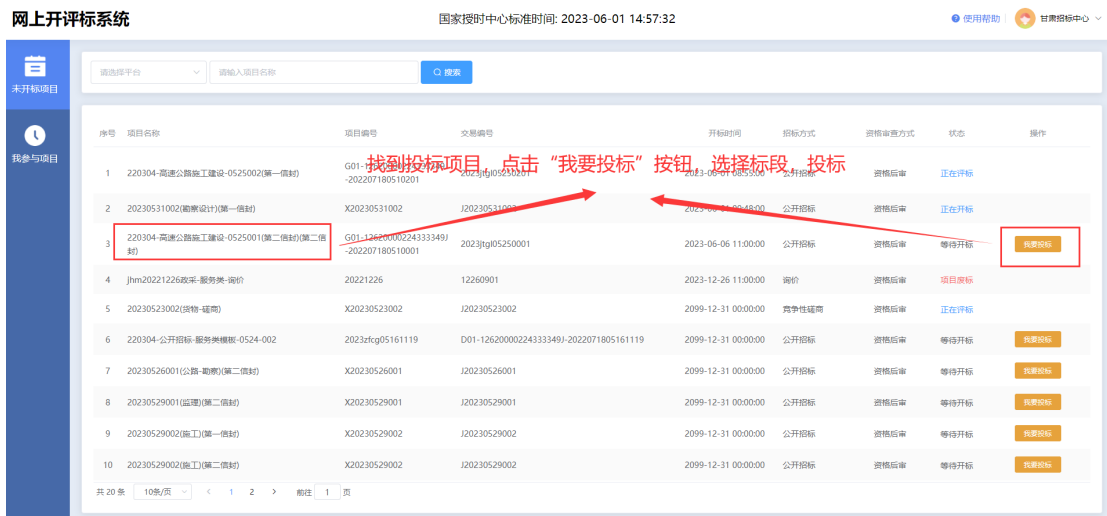 网上开评标系统
国家授时中心标准时间: 2023-06-01 14:57:32
使用帮助
甘肃招标中心
未开标项目
我参与项目
请选择平台
请输入项目名称
搜索
序号 项目名称 项目编号 交易编号 开标时间 招标方式 资格审查方式 状态 操作
找到投标项目，点击“我要投标”按钮，选择标段，投标
1 220304-高速公路施工建设-0525002(第一信封) 2023jtgl05250201 2023-06-01 08:55:00 公开招标 资格后审 正在评标
-202207180510201
2 20230531002(勘察设计)(第一信封) X20230531002 J20230531002 公开招标 资格后审 正在开标
3 220304-高速公路施工建设-0525001(第二信封)(第二信 G01-12620000224333349J 2023jtgl05250001 2023-06-06 11:00:00 公开招标 资格后审 等待开标 我要投标
封) -202207180510001
4 jhm20221226政采-服务类-询价 20221226 12260901 2023-12-26 11:00:00 询价 资格后审 项目废标
5 20230523002(货物-磋商) X20230523002 J20230523002 2099-12-31 00:00:00 竞争性磋商 资格后审 正在评标
6 220304-公开招标-服务类模板-0524-002 2023zfcg05161119 D01-12620000224333349J-2022071805161119 2099-12-31 00:00:00 公开招标 资格后审 等待开标 我要投标
7 20230526001(公路-勘察)(第二信封) X20230526001 J20230526001 2099-12-31 00:00:00 公开招标 资格后审 等待开标 我要投标
8 20230529001(监理)(第二信封) X20230529001 J20230529001 2099-12-31 00:00:00 公开招标 资格后审 等待开标 我要投标
9 20230529002(施工)(第一信封) X20230529002 J20230529002 2099-12-31 00:00:00 公开招标 资格后审 等待开标 我要投标
10 20230529002(施工)(第二信封) X20230529002 J20230529002 2099-12-31 00:00:00 公开招标 资格后审 等待开标 我要投标
共 20 条 10条/页 < 1 2 > 前往 1 页